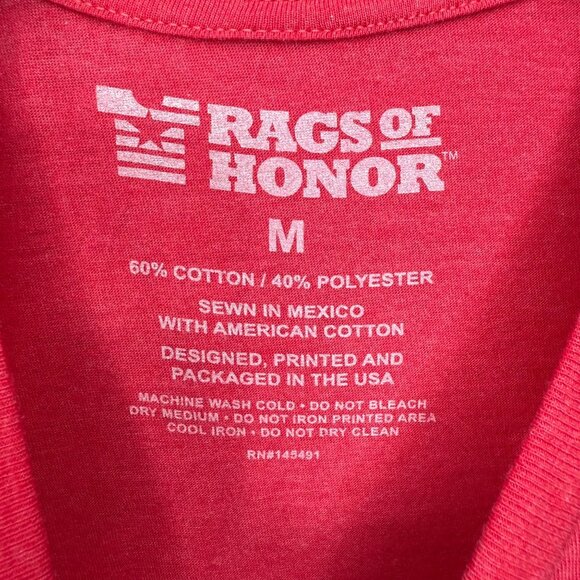 RAGS OF
HONOR™
M
60% COTTON / 40% POLYESTER
SEWN IN MEXICO
WITH AMERICAN COTTON
DESIGNED, PRINTED AND
PACKAGED IN THE USA
MACHINE WASH COLD • DO NOT BLEACH
DRY MEDIUM • DO NOT IRON PRINTED AREA
COOL IRON • DO NOT DRY CLEAN
RN#145491